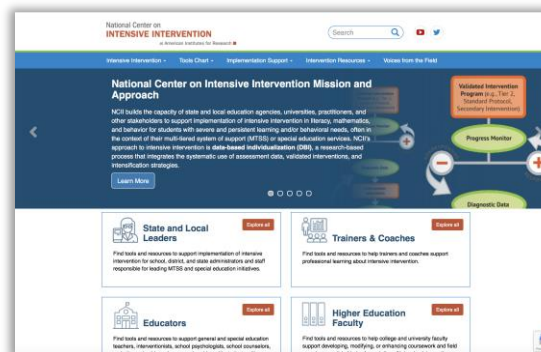 National Center on
INTENSIVE INTERVENTION
at American Institutes for Research
Search
Intensive Intervention
Tools Chart
Implementation Support
Intervention Resources
Voices from the Field
National Center on Intensive Intervention Mission and
Approach
NCII builds the capacity of state and local education agencies, universities, practitioners, and
other stakeholders to support implementation of intensive intervention in literacy, mathematics,
and behavior for students with severe and persistent learning and/or behavioral needs, often in
the context of their multi-tiered system of support (MTSS) or special education services. NCII's
approach to intensive intervention is data-based individualization (DBI), a research-based
process that integrates the systematic use of assessment data, validated interventions, and
intensification strategies.
Learn More
Validated Intervention
Program (e.g., Tier 2,
Standard Protocol,
Secondary Intervention)
Progress Monitor
Diagnostic Data
State and Local
Leaders
Explore all
Find tools and resources to support implementation of intensive
intervention for school, district, and state administrators and staff
responsible for leading MTSS and special education initiatives.
Trainers & Coaches
Explore all
Find tools and resources to help trainers and coaches support
professional learning about intensive intervention.
Educators
Explore all
Find tools and resources to support general and special education
teachers, interventionists, school psychologists, school counselors,
Higher Education
Faculty
Explore all
Find tools and resources to help college and university faculty
support developing, modifying, or enhancing coursework and field